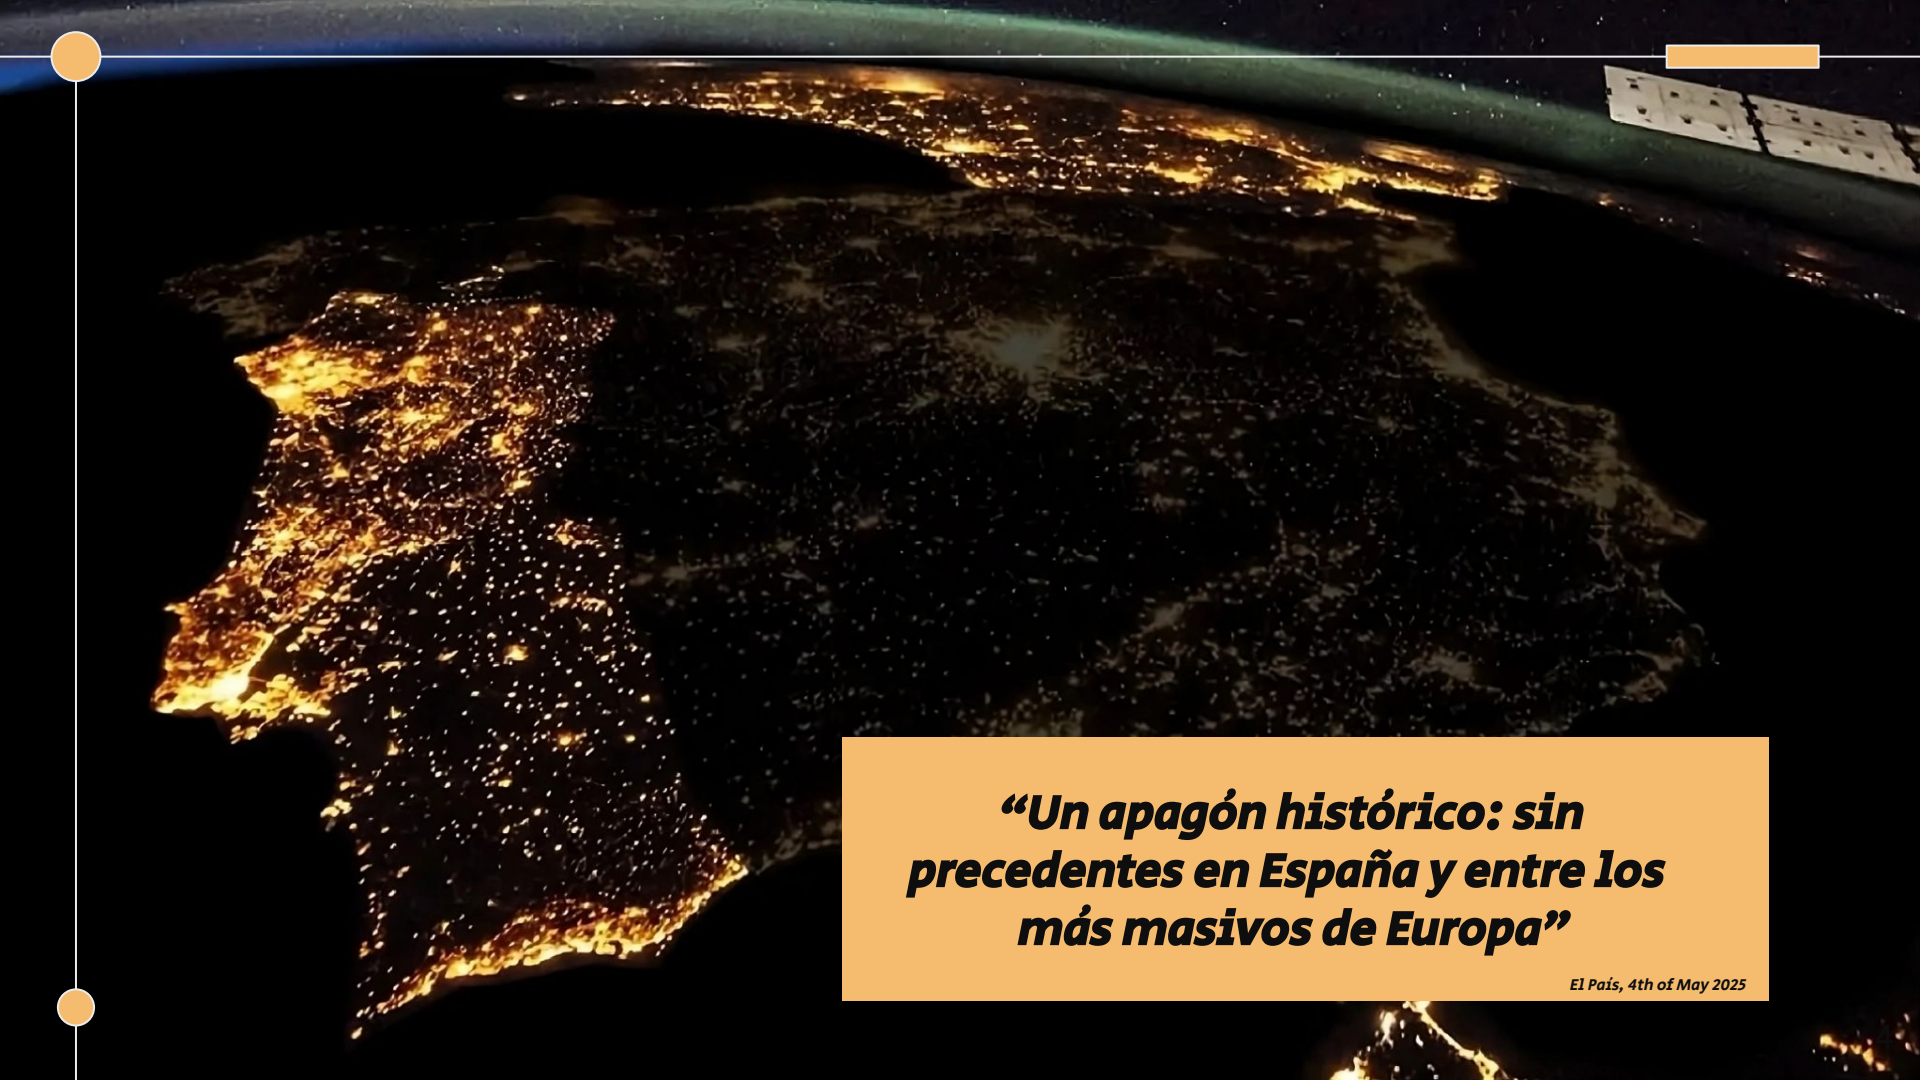 “Un apagón histórico: sin
precedentes en España y entre los
más masivos de Europa”
El País, 4th of May 2025